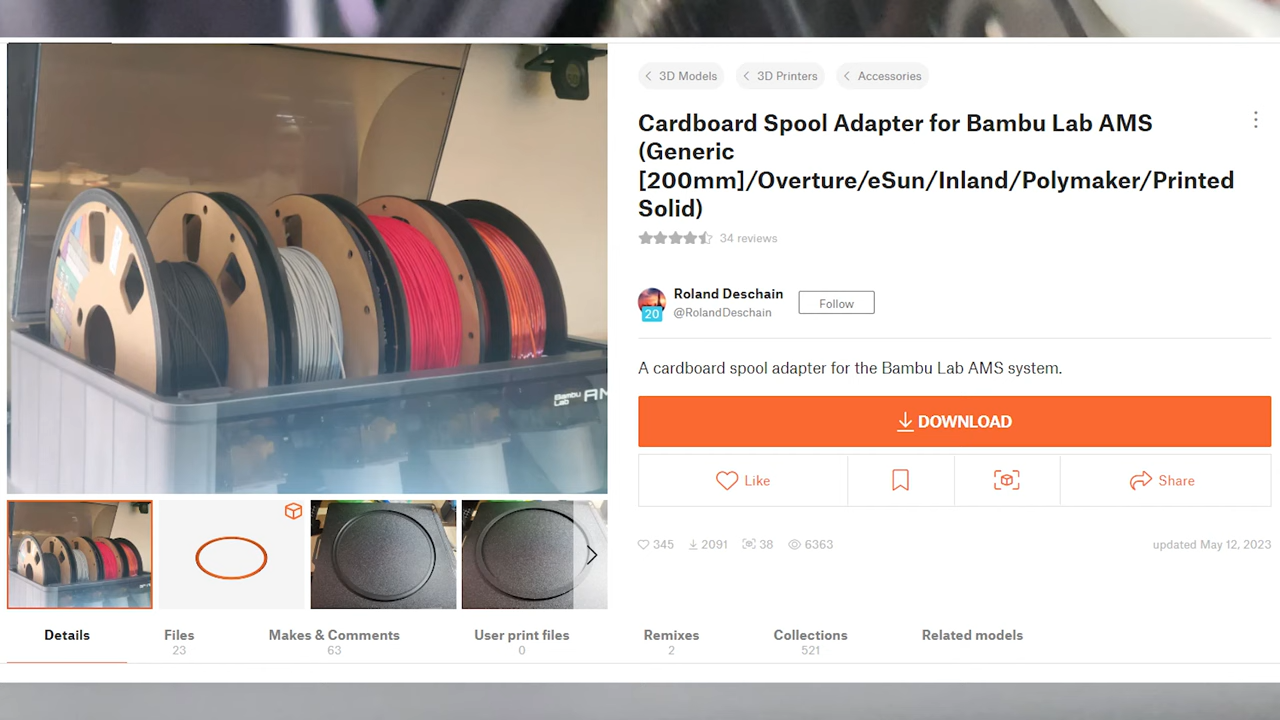 3D Models
3D Printers
Accessories
Cardboard Spool Adapter for Bambu Lab AMS
(Generic
[200mm]/Overture/eSun/Inland/Polymaker/Printed
Solid)
34 reviews
Roland Deschain
@RolandDeschain
20
Follow
A cardboard spool adapter for the Bambu Lab AMS system.
DOWNLOAD
Like
Share
345
2091
38
6363
updated May 12, 2023
Bambu
Lab
Details
Files
23
Makes & Comments
63
User print files
0
Remixes
2
Collections
521
Related models